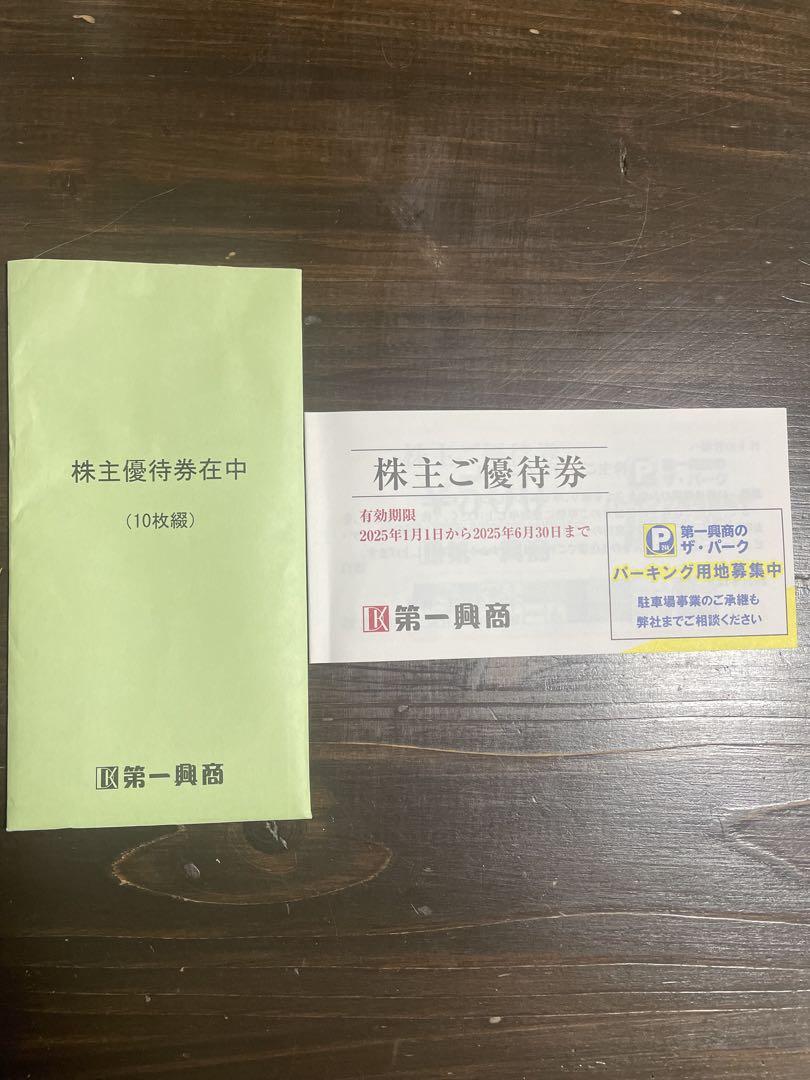 株主優待券在中
（10枚綴）
第一興商
株主ご優待券
有効期限
2025年1月1日から2025年6月30日まで
第一興商
第一興商の
ザ・パーク
パーキング用地募集中
駐車場事業のご承継も
弊社までご相談ください